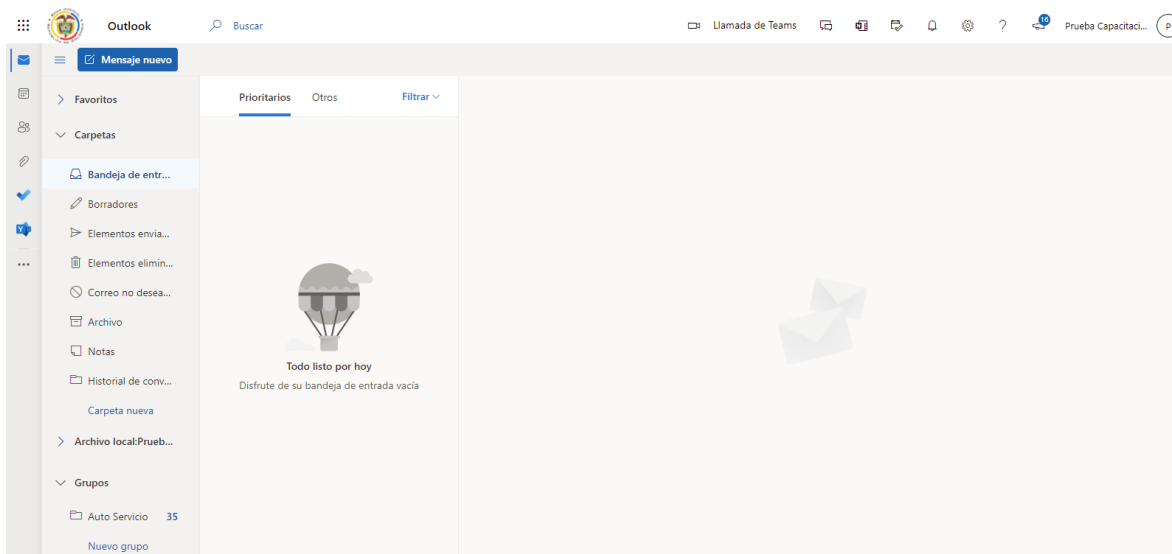 Outlook
Buscar
Llamada de Teams
?
16
Prueba Capacitaci...
P
Mensaje nuevo
Favoritos
Carpetas
Bandeja de entr...
Borradores
Elementos envia...
Elementos elimin...
Correo no desea...
Archivo
Notas
Historial de conv...
Carpeta nueva
Archivo local:Prueb...
Grupos
Auto Servicio 35
Nuevo grupo
Prioritarios Otros Filtrar
Todo listo por hoy
Disfrute de su bandeja de entrada vacía